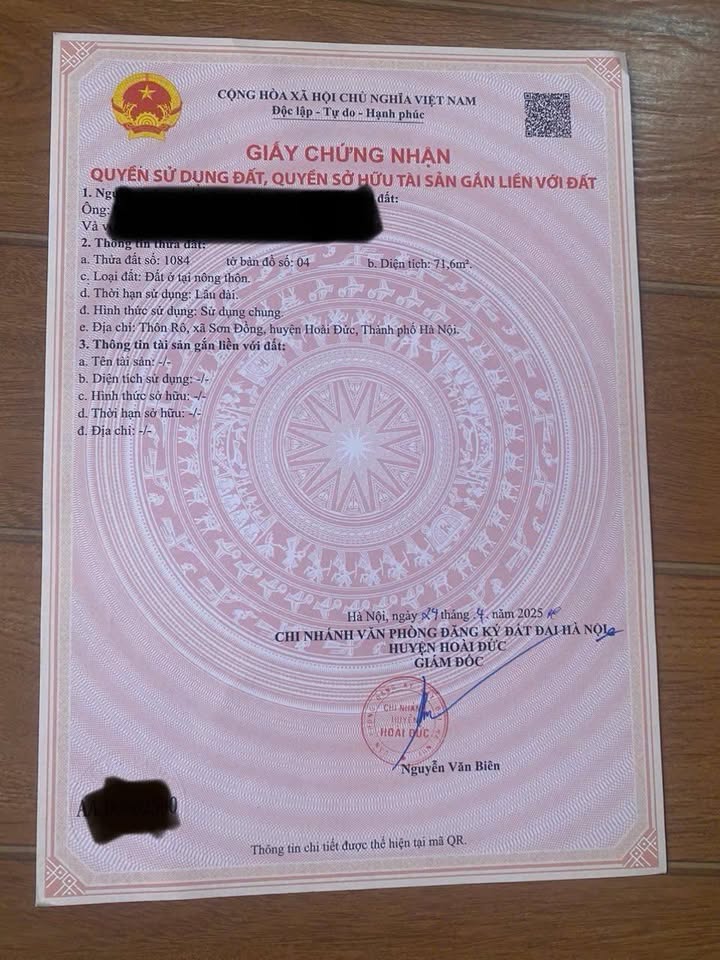 CỘNG HÒA XÃ HỘI CHỦ NGHĨA VIỆT NAM
Độc lập - Tự do - Hạnh phúc
GIẤY CHỨNG NHẬN
QUYỀN SỬ DỤNG ĐẤT, QUYỀN SỞ HỮU TÀI SẢN GẮN LIỀN VỚI ĐẤT
1. đất:
Ông:
Và
2. Thông tin thửa đất:
a. Thửa đất số: 1084 tờ bản đồ số: 04 b. Diện tích: 71,6m².
c. Loại đất: Đất ở tại nông thôn.
d. Thời hạn sử dụng: Lâu dài.
đ. Hình thức sử dụng: Sử dụng chung.
e. Địa chỉ: Thôn Rô, xã Sơn Đồng, huyện Hoài Đức, Thành phố Hà Nội.
3. Thông tin tài sản gắn liền với đất:
a. Tên tài sản: -/-
b. Diện tích sử dụng: -/-
c. Hình thức sở hữu: -/-
d. Thời hạn sở hữu: -/-
đ. Địa chỉ: -/-
Hà Nội, ngày 29 tháng 4 năm 2025
CHI NHÁNH VĂN PHÒNG ĐĂNG KÝ ĐẤT ĐAI HÀ NỘI
HUYỆN HOÀI ĐỨC
GIÁM ĐỐC
CHI NHÁNH
HUYỆN
HOÀI ĐỨC
Nguyễn Văn Biên
Thông tin chi tiết được thể hiện tại mã QR.